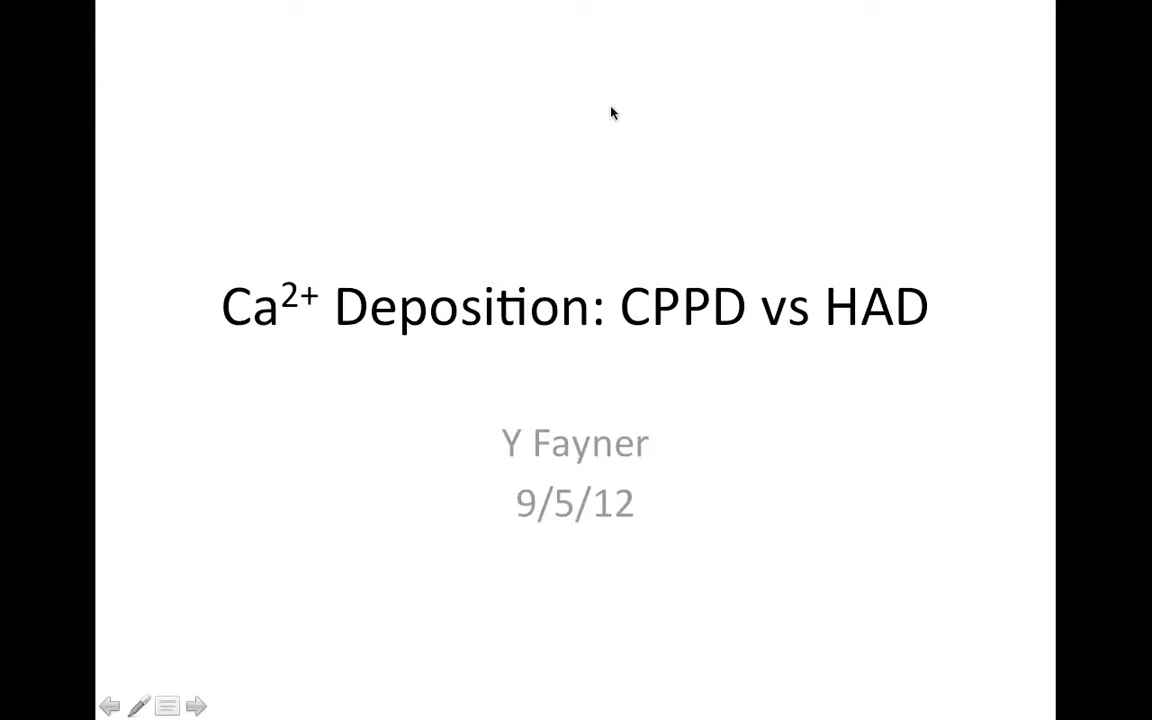 Ca²⁺ Deposition: CPPD vs HAD
Y Fayner
9/5/12